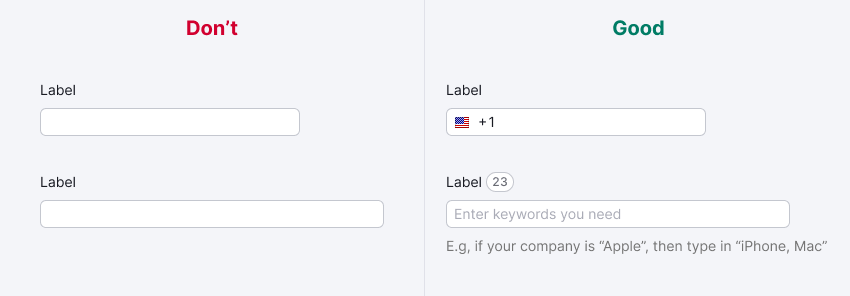 Don’t
Label
Label
Good
Label
+1
Label 23
Enter keywords you need
E.g, if your company is “Apple”, then type in “iPhone, Mac”